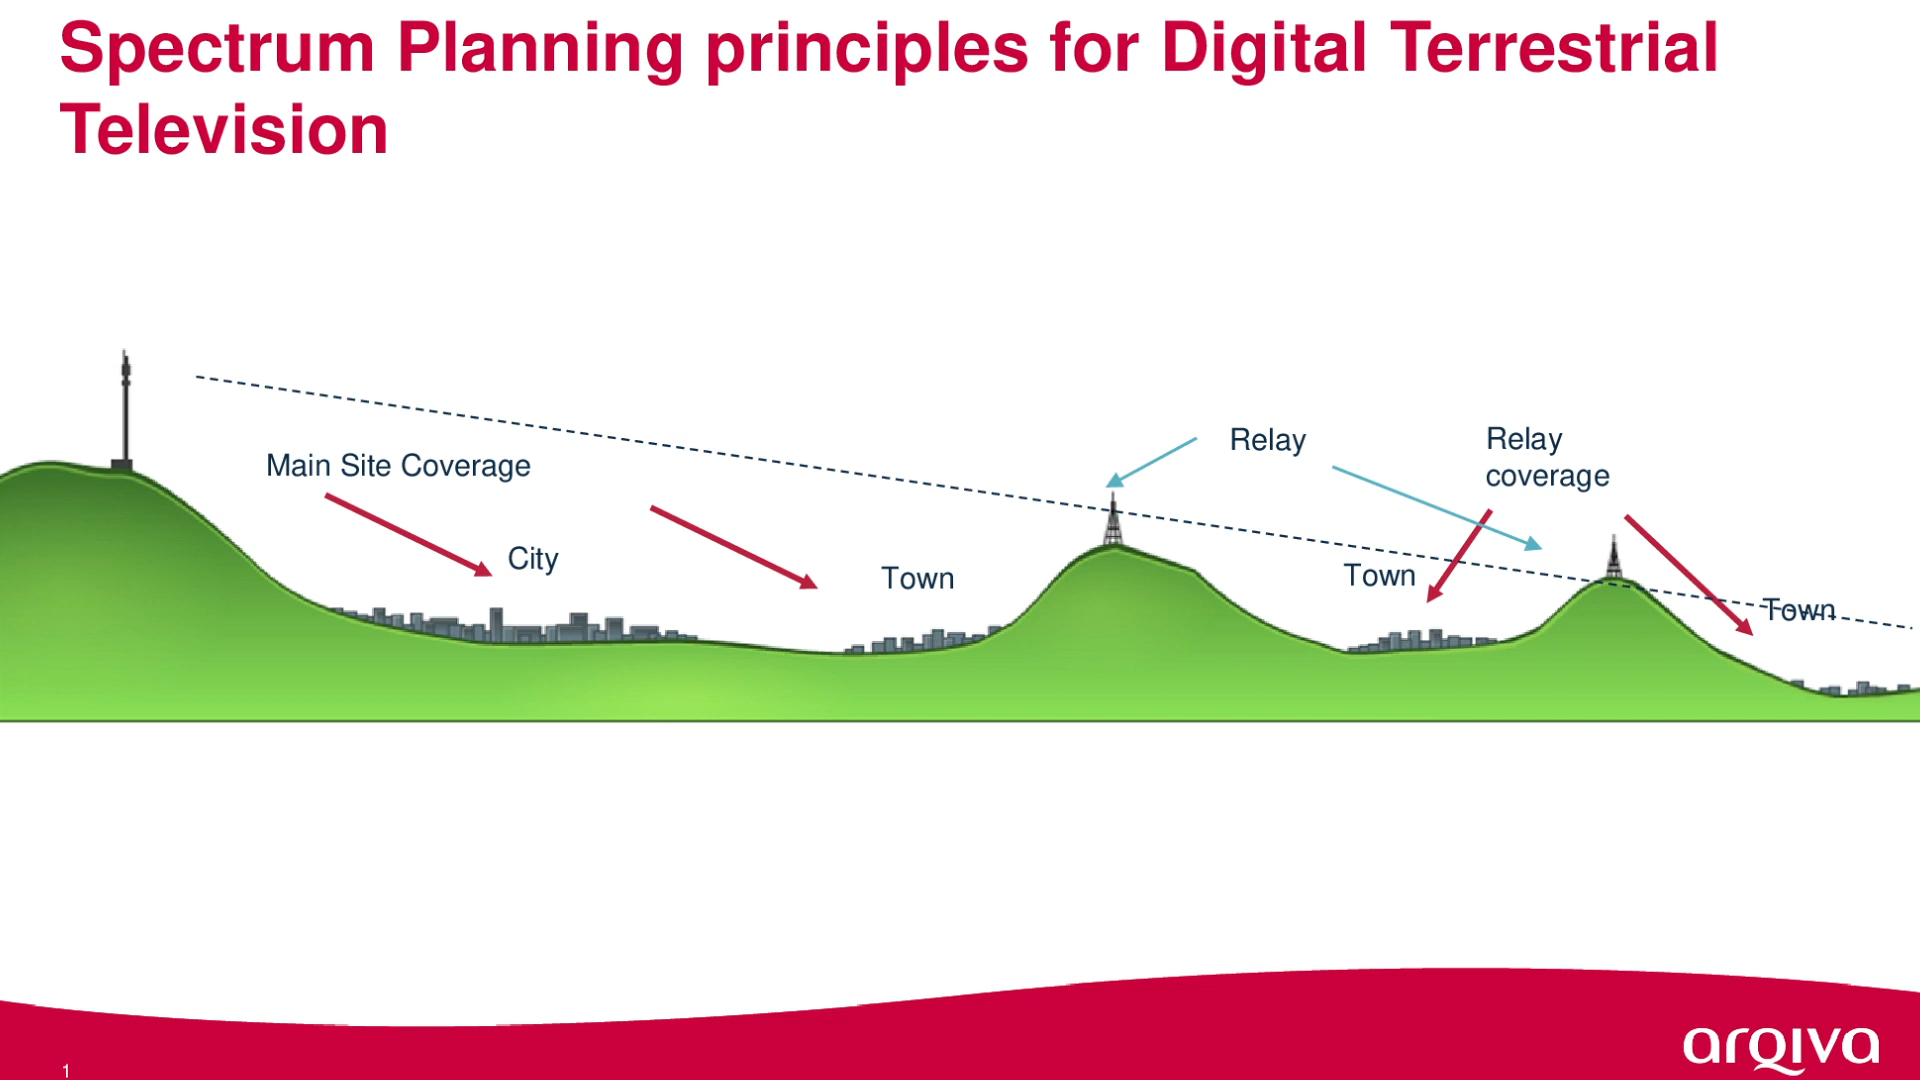 Spectrum Planning principles for Digital Terrestrial
Television
Main Site Coverage
City
Town
Relay
Town
Relay
coverage
Town
arqiva
1